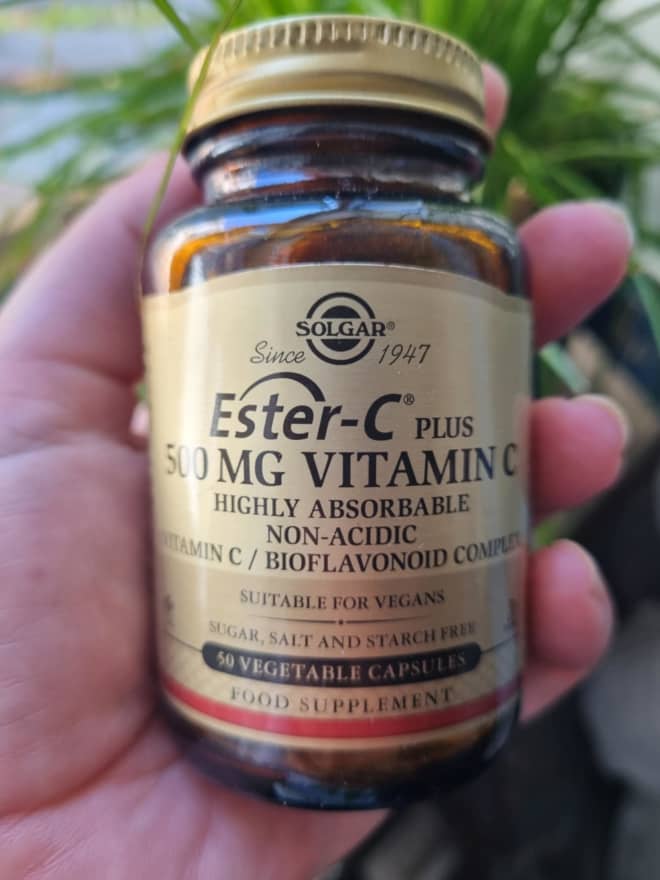 SOLGAR®
Since 1947
Ester-C® PLUS
500 MG VITAMIN C
HIGHLY ABSORBABLE
NON-ACIDIC
VITAMIN C / BIOFLAVONOID COMPLEX
SUITABLE FOR VEGANS
SUGAR, SALT AND STARCH FREE
50 VEGETABLE CAPSULES
FOOD SUPPLEMENT